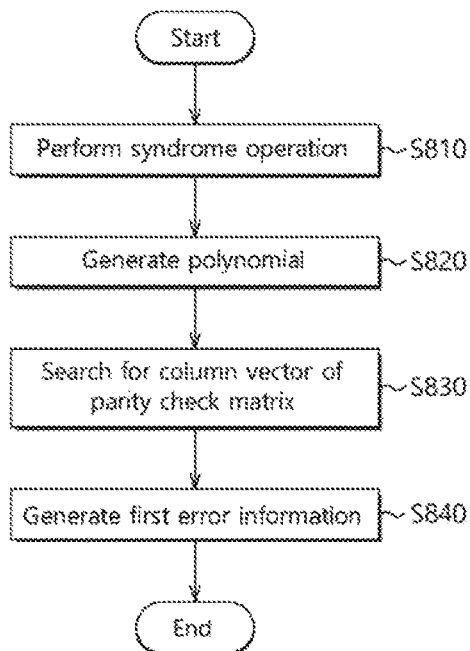 Start
Perform syndrome operation
S810
Generate polynomial
S820
Search for column vector of
parity check matrix
S830
Generate first error information
S840
End